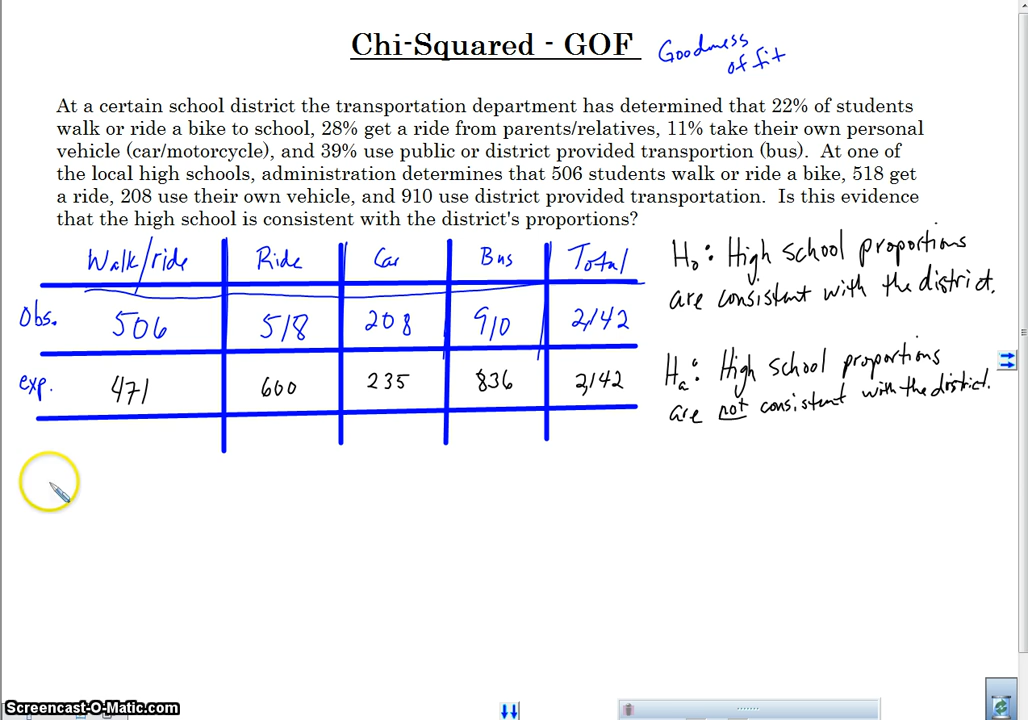 Chi-Squared - GOF
Goodness
of fit
At a certain school district the transportation department has determined that 22% of students
walk or ride a bike to school, 28% get a ride from parents/relatives, 11% take their own personal
vehicle (car/motorcycle), and 39% use public or district provided transportion (bus).  At one of
the local high schools, administration determines that 506 students walk or ride a bike, 518 get
a ride, 208 use their own vehicle, and 910 use district provided transportation.  Is this evidence
that the high school is consistent with the district's proportions?
Walk/ride Ride Car Bus Total
Obs. 506 518 208 910 2,142
exp. 471 600 235 836 2,142
H₀: High school proportions
are consistent with the district.
Hₐ: High school proportions
are not consistent with the district.
Screencast-O-Matic.com